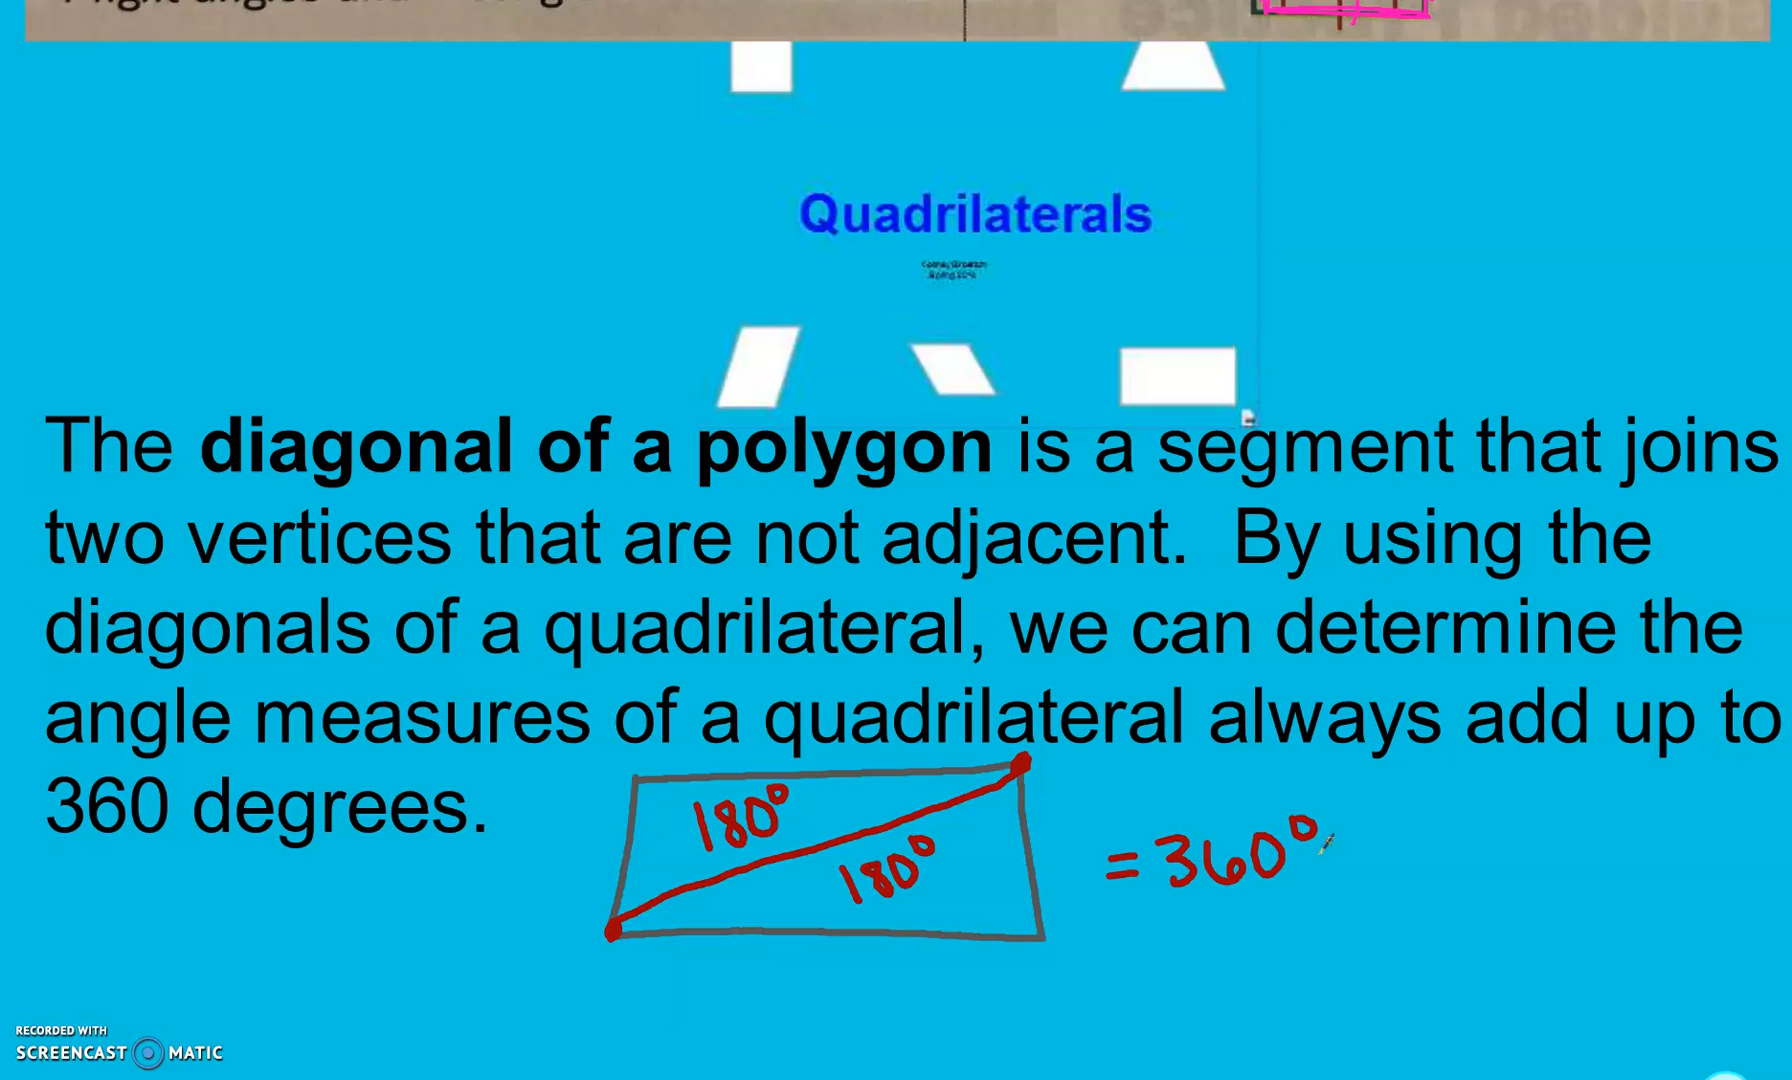 Quadrilaterals
The diagonal of a polygon is a segment that joins
two vertices that are not adjacent. By using the
diagonals of a quadrilateral, we can determine the
angle measures of a quadrilateral always add up to
360 degrees.
180°
180°
= 360°
RECORDED WITH
SCREENCAST MATIC